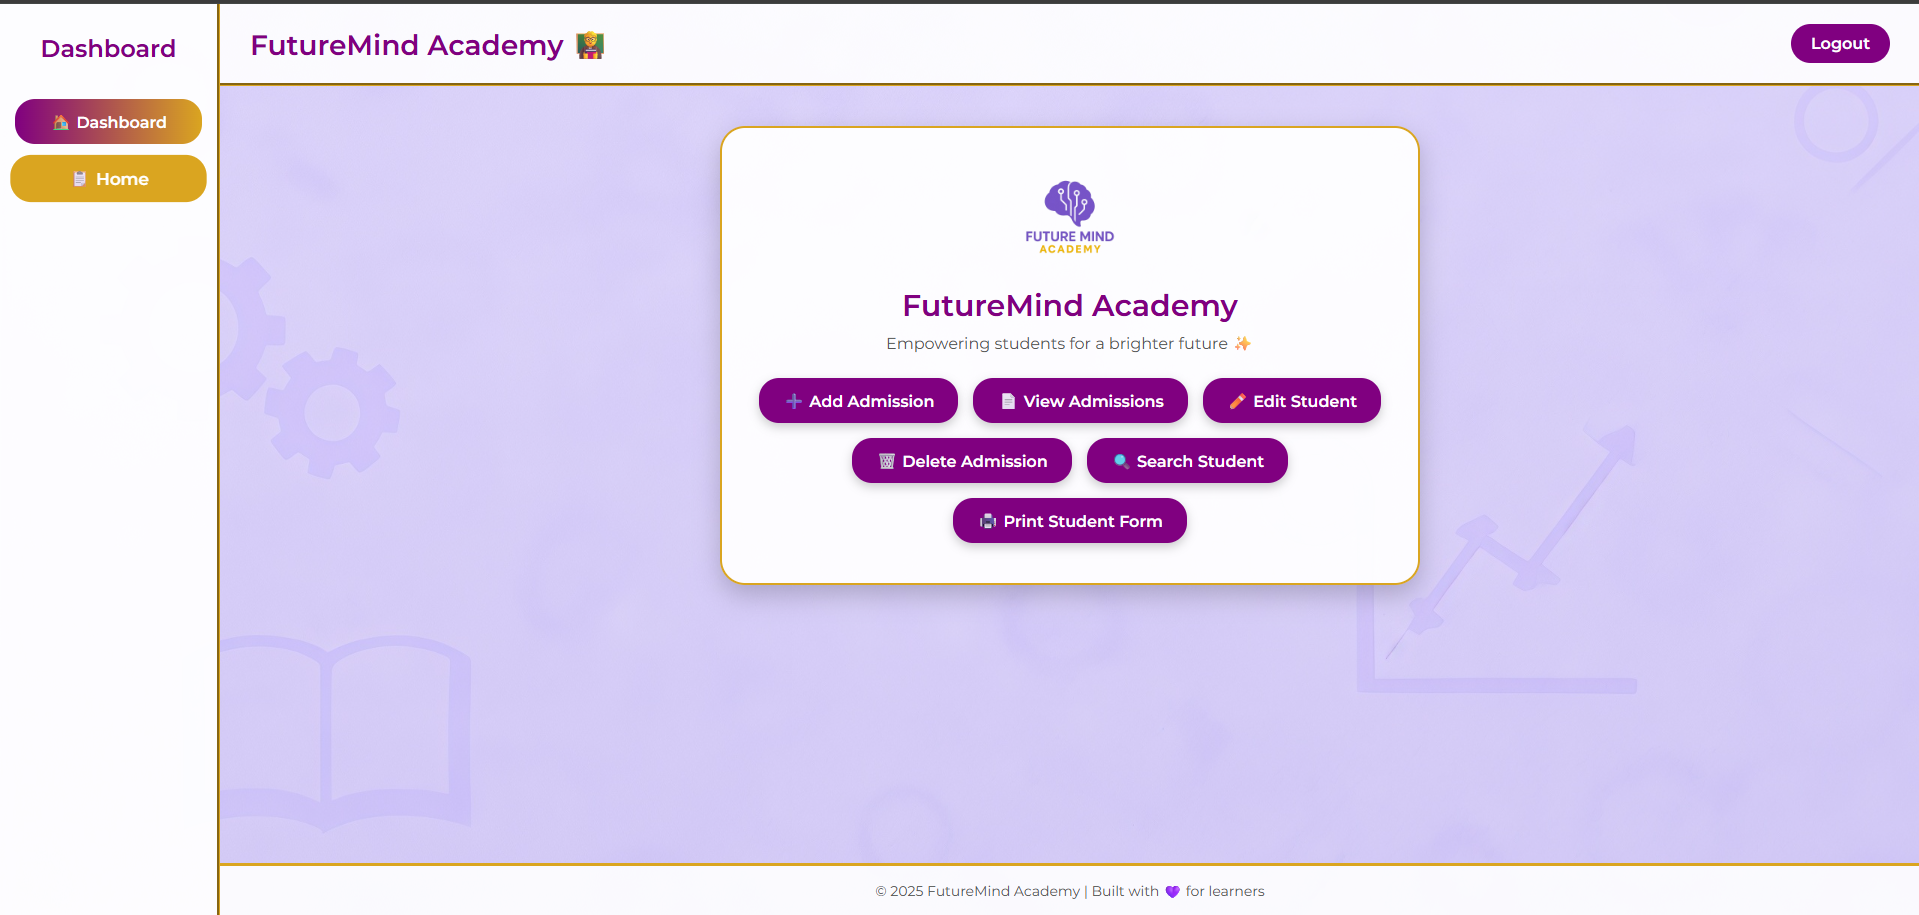 Dashboard
🏠 Dashboard
📋 Home
FutureMind Academy 👩‍🏫
Logout
FUTURE MIND
ACADEMY
FutureMind Academy
Empowering students for a brighter future ✨
➕ Add Admission
📄 View Admissions
✏️ Edit Student
🗑️ Delete Admission
🔍 Search Student
🖨️ Print Student Form
© 2025 FutureMind Academy | Built with 💜 for learners